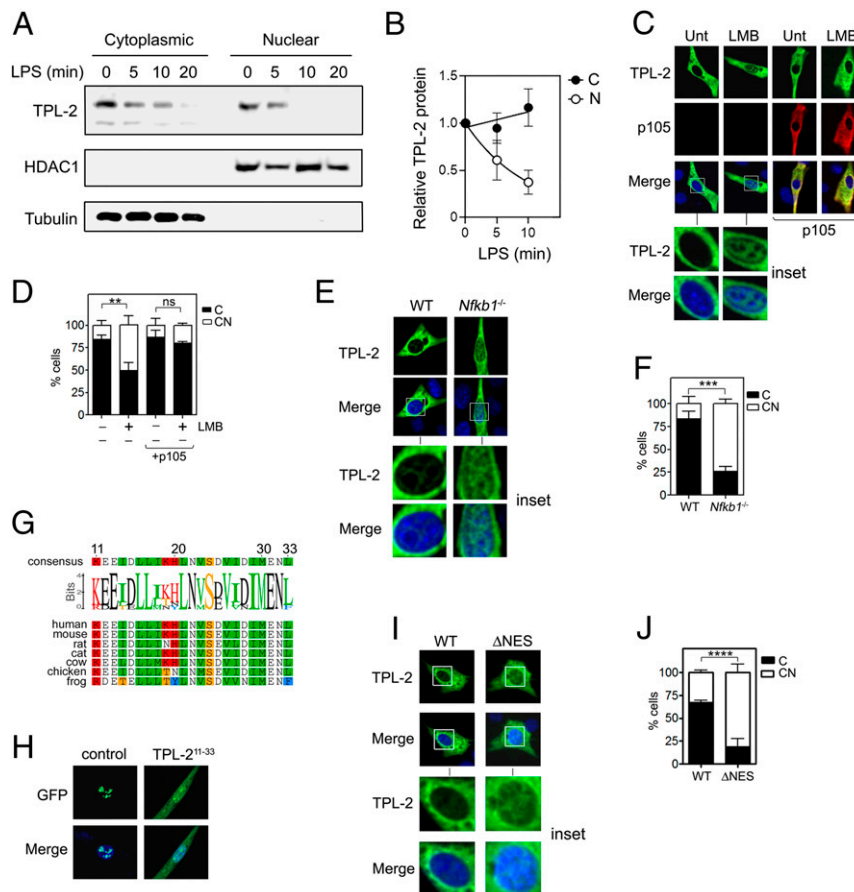 A
Cytoplasmic Nuclear
LPS (min) 0 5 10 20 0 5 10 20
TPL-2
HDAC1
Tubulin
B
Relative TPL-2 protein
1.5
1.0
0.5
0
0 5 10
LPS (min)
C
N
C
Unt LMB Unt LMB
TPL-2
p105
Merge
p105
TPL-2
Merge
inset
D
** ns
C
CN
% cells
100
75
50
25
0
– + – + LMB
– –
+p105
E
WT Nfkb1-/-
TPL-2
Merge
TPL-2
Merge
inset
F
***
C
CN
% cells
100
75
50
25
0
WT Nfkb1-/-
G
11 20 30 33
consensus KEEIDLLIKHLNVSDVIDIMENL
Bits
4
2
0
human
mouse
rat
cat
cow
chicken
frog
H
control TPL-2¹¹⁻³³
GFP
Merge
I
WT ΔNES
TPL-2
Merge
TPL-2
Merge
inset
J
****
C
CN
% cells
100
75
50
25
0
WT ΔNES